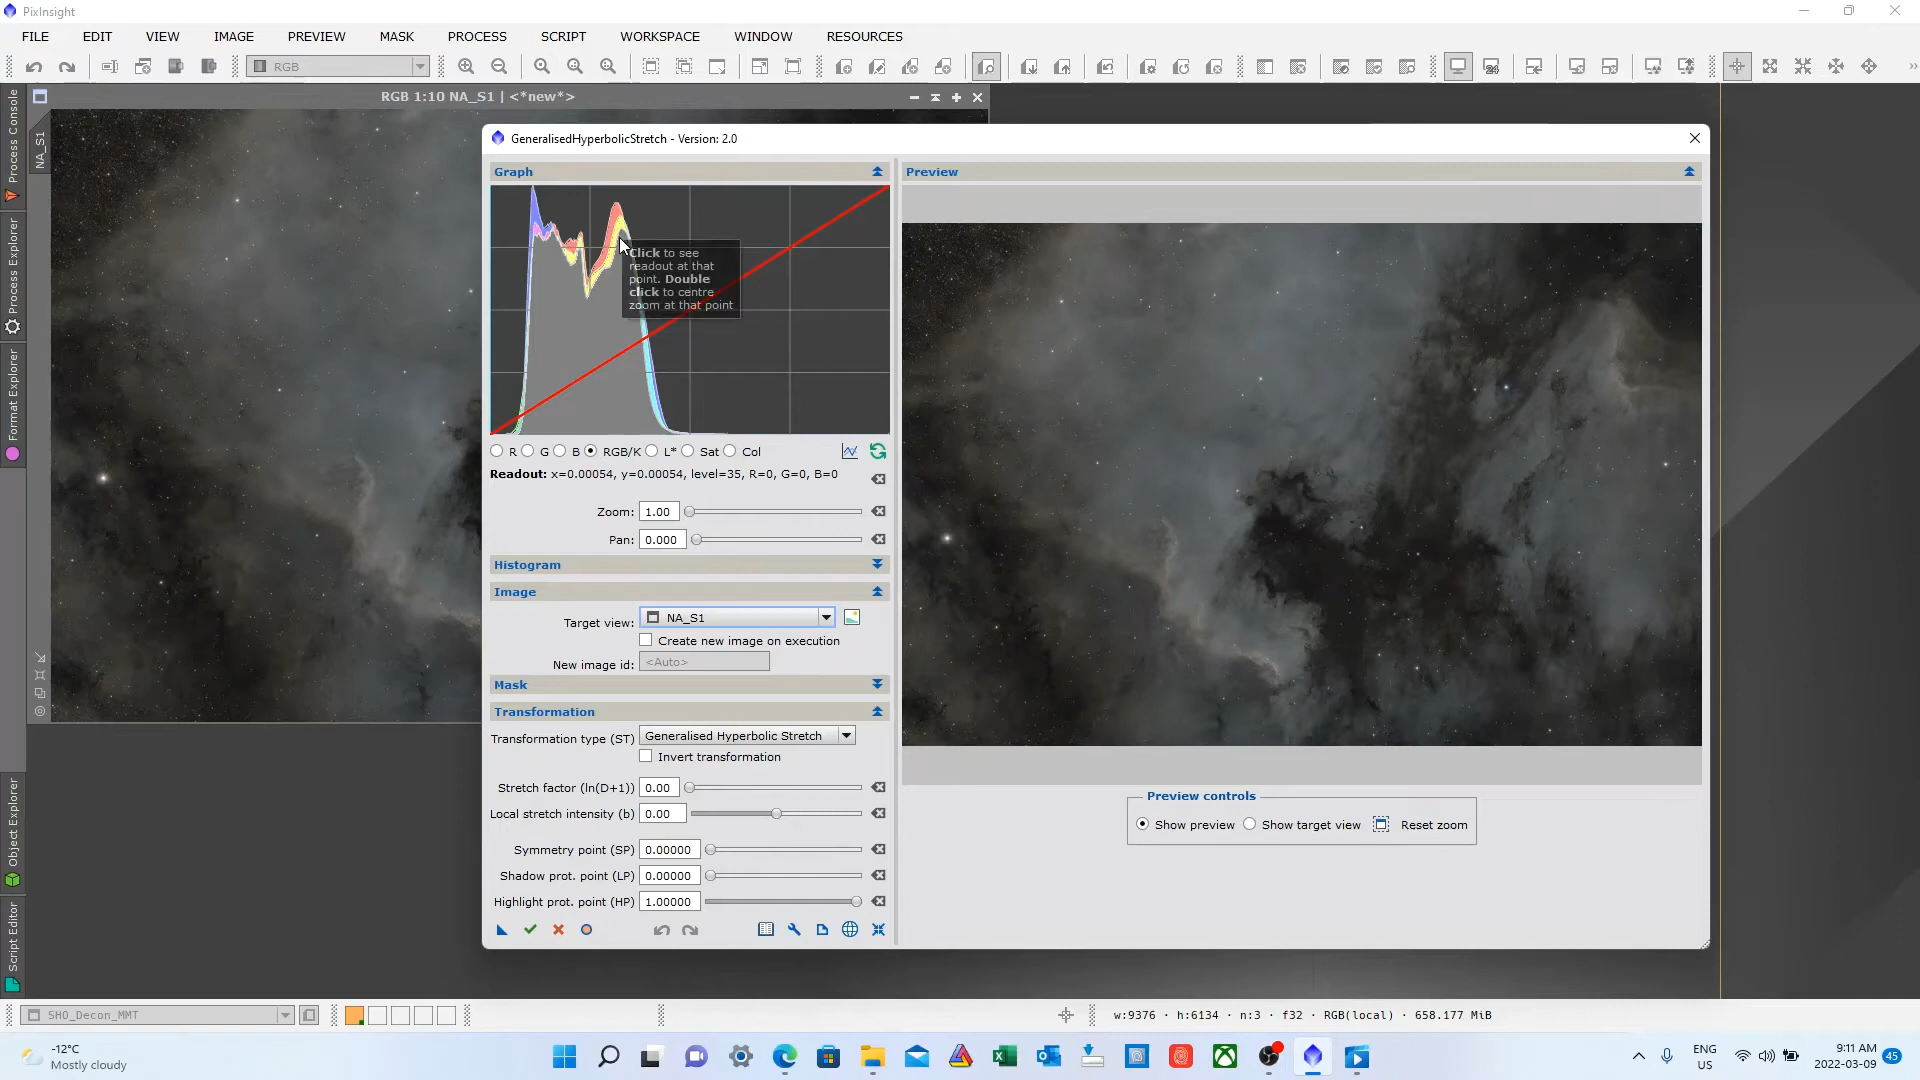 PixInsight
FILE EDIT VIEW IMAGE PREVIEW MASK PROCESS SCRIPT WORKSPACE WINDOW RESOURCES
RGB
RGB 1:10 NA_S1 | <*new*>
Process Console
Process Explorer
Format Explorer
Object Explorer
Script Editor
NA_S1
GeneralisedHyperbolicStretch - Version: 2.0
Graph
Click to see
readout at that
point. Double
click to centre
zoom at that point
R G B RGB/K L* Sat Col
Readout: x=0.00054, y=0.00054, level=35, R=0, G=0, B=0
Zoom: 1.00
Pan: 0.000
Histogram
Image
Target view: NA_S1
Create new image on execution
New image id: <Auto>
Mask
Transformation
Transformation type (ST) Generalised Hyperbolic Stretch
Invert transformation
Stretch factor (ln(D+1)) 0.00
Local stretch intensity (b) 0.00
Symmetry point (SP) 0.00000
Shadow prot. point (LP) 0.00000
Highlight prot. point (HP) 1.00000
Preview
Preview controls
Show preview Show target view Reset zoom
SHO_Decon_MMT
w:9376 · h:6134 · n:3 · f32 · RGB(local) · 658.177 MiB
-12°C
Mostly cloudy
ENG
US
9:11 AM
2022-03-09
45